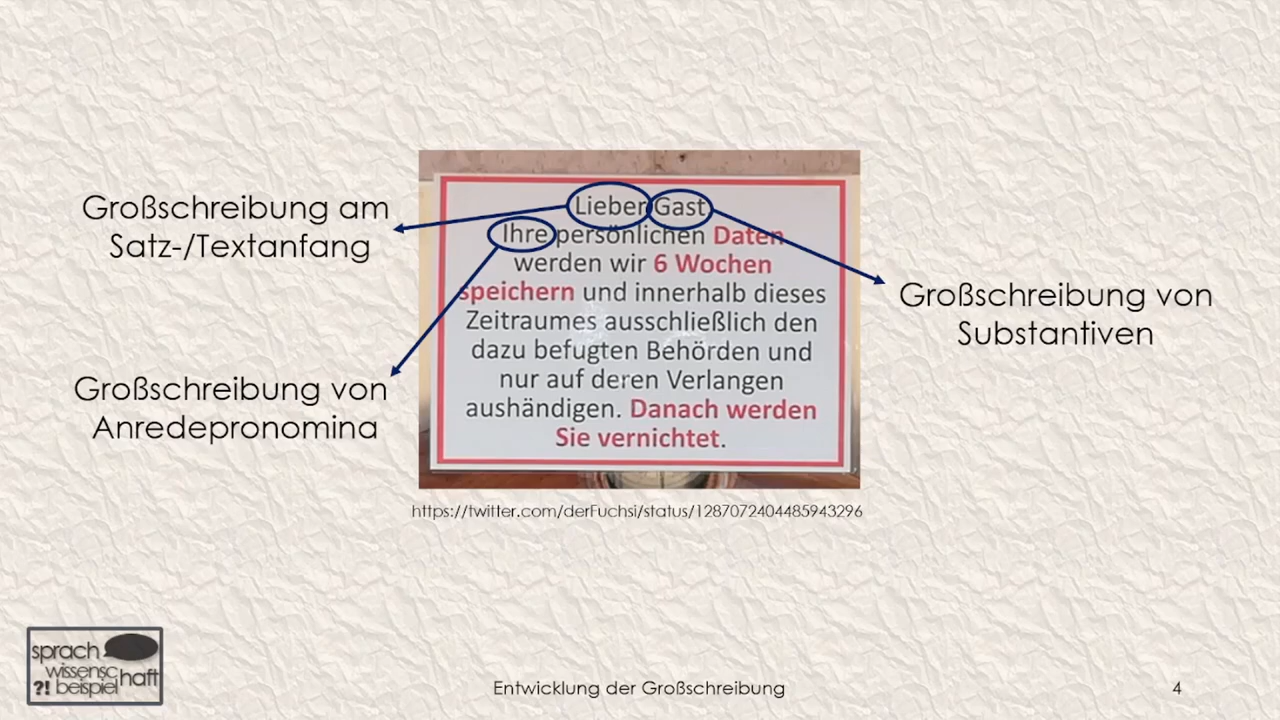 Großschreibung am
Satz-/Textanfang
Großschreibung von
Anredepronomina
Lieber Gast
Ihre persönlichen Daten
werden wir 6 Wochen
speichern und innerhalb dieses
Zeitraumes ausschließlich den
dazu befugten Behörden und
nur auf deren Verlangen
aushändigen. Danach werden
Sie vernichtet.
Großschreibung von
Substantiven
https://twitter.com/derFuchsi/status/1287072404485943296
sprach
wissensc
haft
?! beispiel
Entwicklung der Großschreibung
4